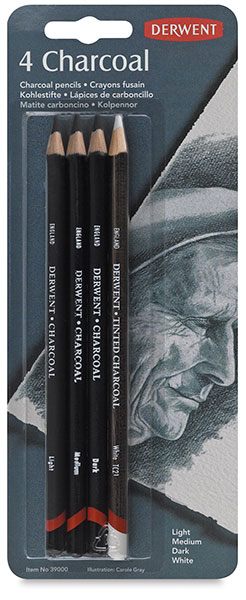 DERWENT
4 Charcoal
Charcoal pencils • Crayons fusain
Kohlestifte • Lápices de carboncillo
Matite carboncino • Kolpennor
ENGLAND DERWENT • CHARCOAL Light
ENGLAND DERWENT • CHARCOAL Medium
ENGLAND DERWENT • CHARCOAL Dark
ENGLAND DERWENT • TINTED CHARCOAL White TC21
Light
Medium
Dark
White
Item No 39000
Illustration: Carole Gray